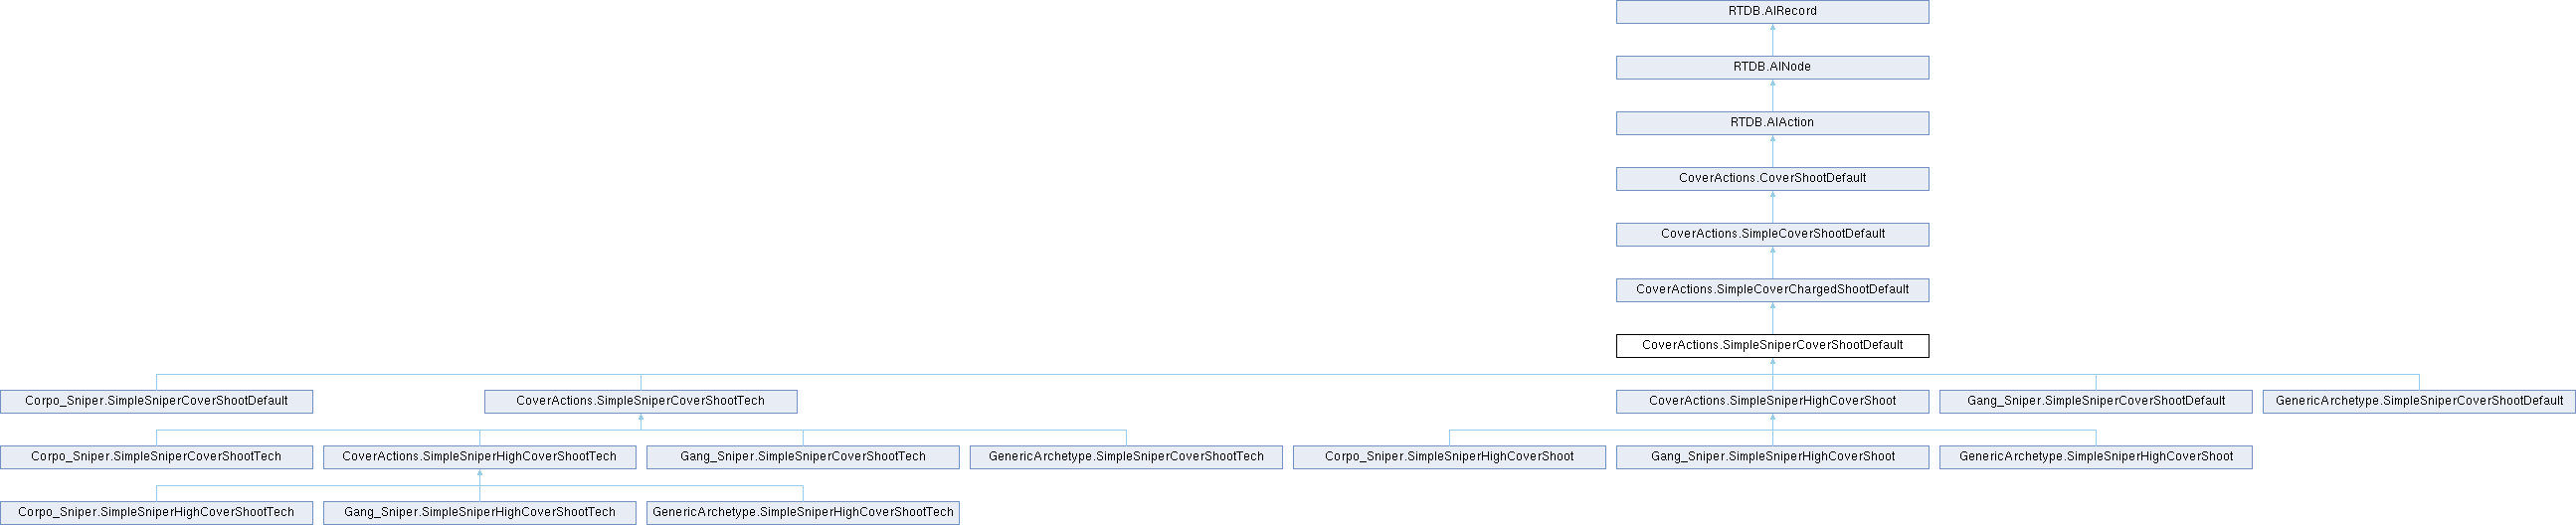 RTDB.AIRecord
RTDB.AINode
RTDB.AIAction
CoverActions.CoverShootDefault
CoverActions.SimpleCoverShootDefault
CoverActions.SimpleCoverChargedShootDefault
CoverActions.SimpleSniperCoverShootDefault
Corpo_Sniper.SimpleSniperCoverShootDefault
CoverActions.SimpleSniperCoverShootTech
CoverActions.SimpleSniperHighCoverShoot
Gang_Sniper.SimpleSniperCoverShootDefault
GenericArchetype.SimpleSniperCoverShootDefault
Corpo_Sniper.SimpleSniperCoverShootTech
CoverActions.SimpleSniperHighCoverShootTech
Gang_Sniper.SimpleSniperCoverShootTech
GenericArchetype.SimpleSniperCoverShootTech
Corpo_Sniper.SimpleSniperHighCoverShoot
Gang_Sniper.SimpleSniperHighCoverShoot
GenericArchetype.SimpleSniperHighCoverShoot
Corpo_Sniper.SimpleSniperHighCoverShootTech
Gang_Sniper.SimpleSniperHighCoverShootTech
GenericArchetype.SimpleSniperHighCoverShootTech